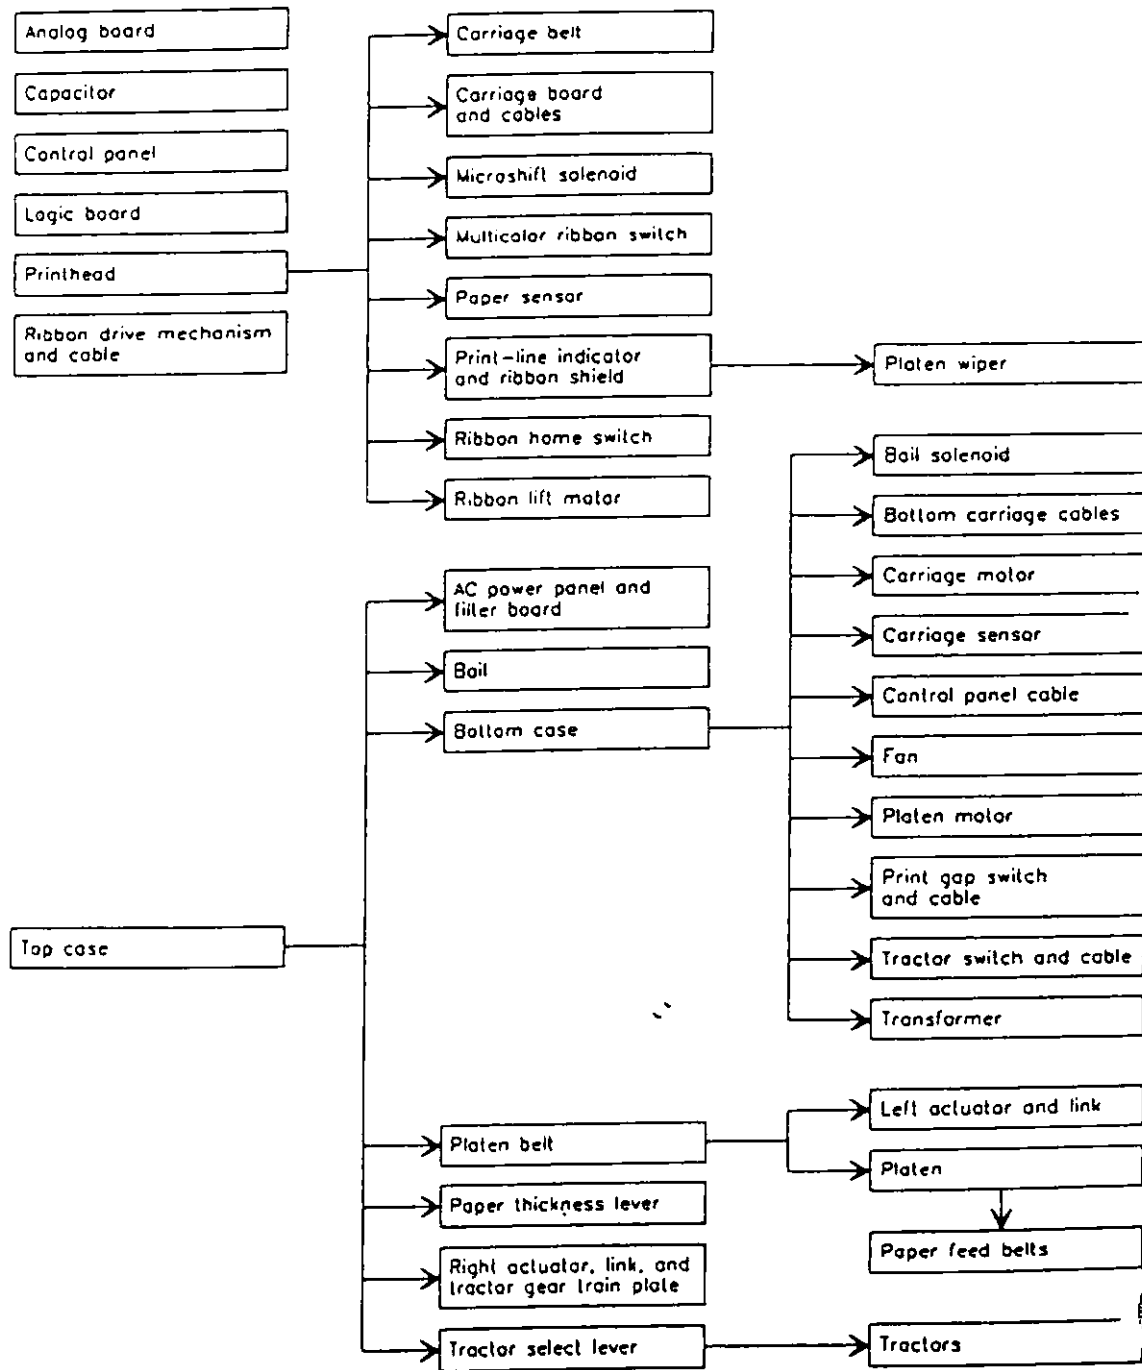 Analog board
Capacitor
Control panel
Logic board
Printhead
Ribbon drive mechanism
and cable
Carriage belt
Carriage board
and cables
Microshift solenoid
Multicolor ribbon switch
Paper sensor
Print-line indicator
and ribbon shield
Ribbon home switch
Ribbon lift motor
Platen wiper
Top case
AC power panel and
filler board
Bail
Bottom case
Bail solenoid
Bottom carriage cables
Carriage motor
Carriage sensor
Control panel cable
Fan
Platen motor
Print gap switch
and cable
Tractor switch and cable
Transformer
Platen belt
Left actuator and link
Platen
Paper feed belts
Paper thickness lever
Right actuator, link, and
tractor gear train plate
Tractor select lever
Tractors